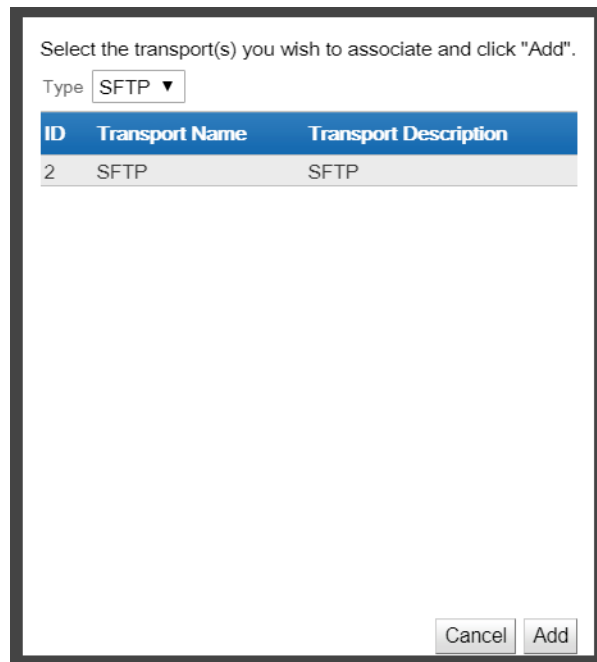 Select the transport(s) you wish to associate and click "Add".
Type SFTP ▼
ID Transport Name Transport Description
2 SFTP SFTP
Cancel Add